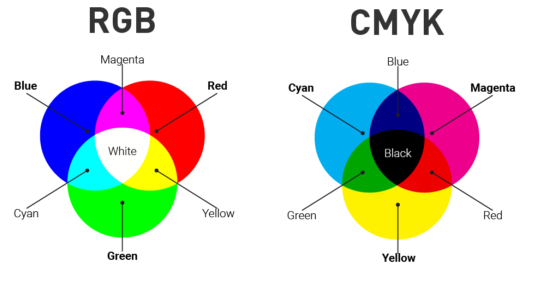 RGB
Magenta
Blue
Red
White
Cyan
Yellow
Green
CMYK
Blue
Cyan
Magenta
Black
Green
Red
Yellow